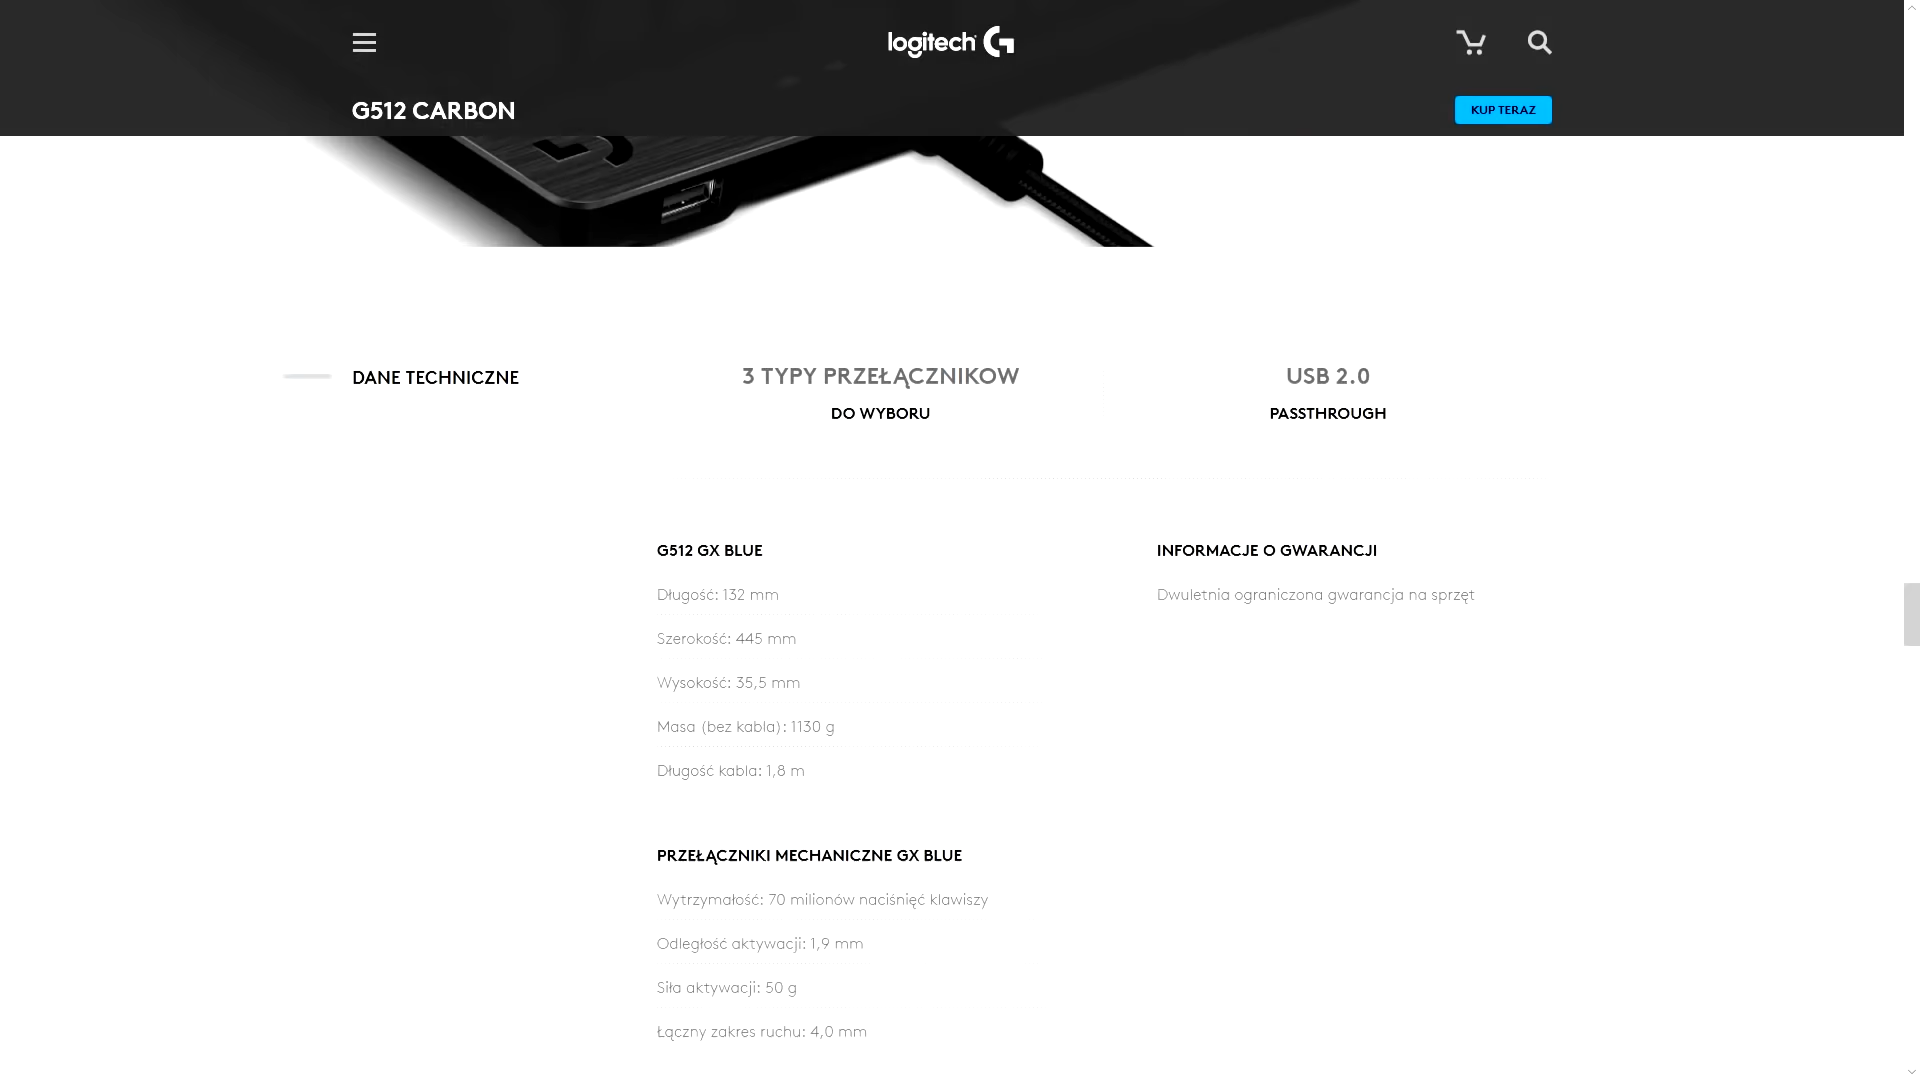 logitech G
G512 CARBON
KUP TERAZ
DANE TECHNICZNE
3 TYPY PRZEŁĄCZNIKOW
DO WYBORU
USB 2.0
PASSTHROUGH
G512 GX BLUE
Długość: 132 mm
Szerokość: 445 mm
Wysokość: 35,5 mm
Masa (bez kabla): 1130 g
Długość kabla: 1,8 m
INFORMACJE O GWARANCJI
Dwuletnia ograniczona gwarancja na sprzęt
PRZEŁĄCZNIKI MECHANICZNE GX BLUE
Wytrzymałość: 70 milionów naciśnięć klawiszy
Odległość aktywacji: 1,9 mm
Siła aktywacji: 50 g
Łączny zakres ruchu: 4,0 mm